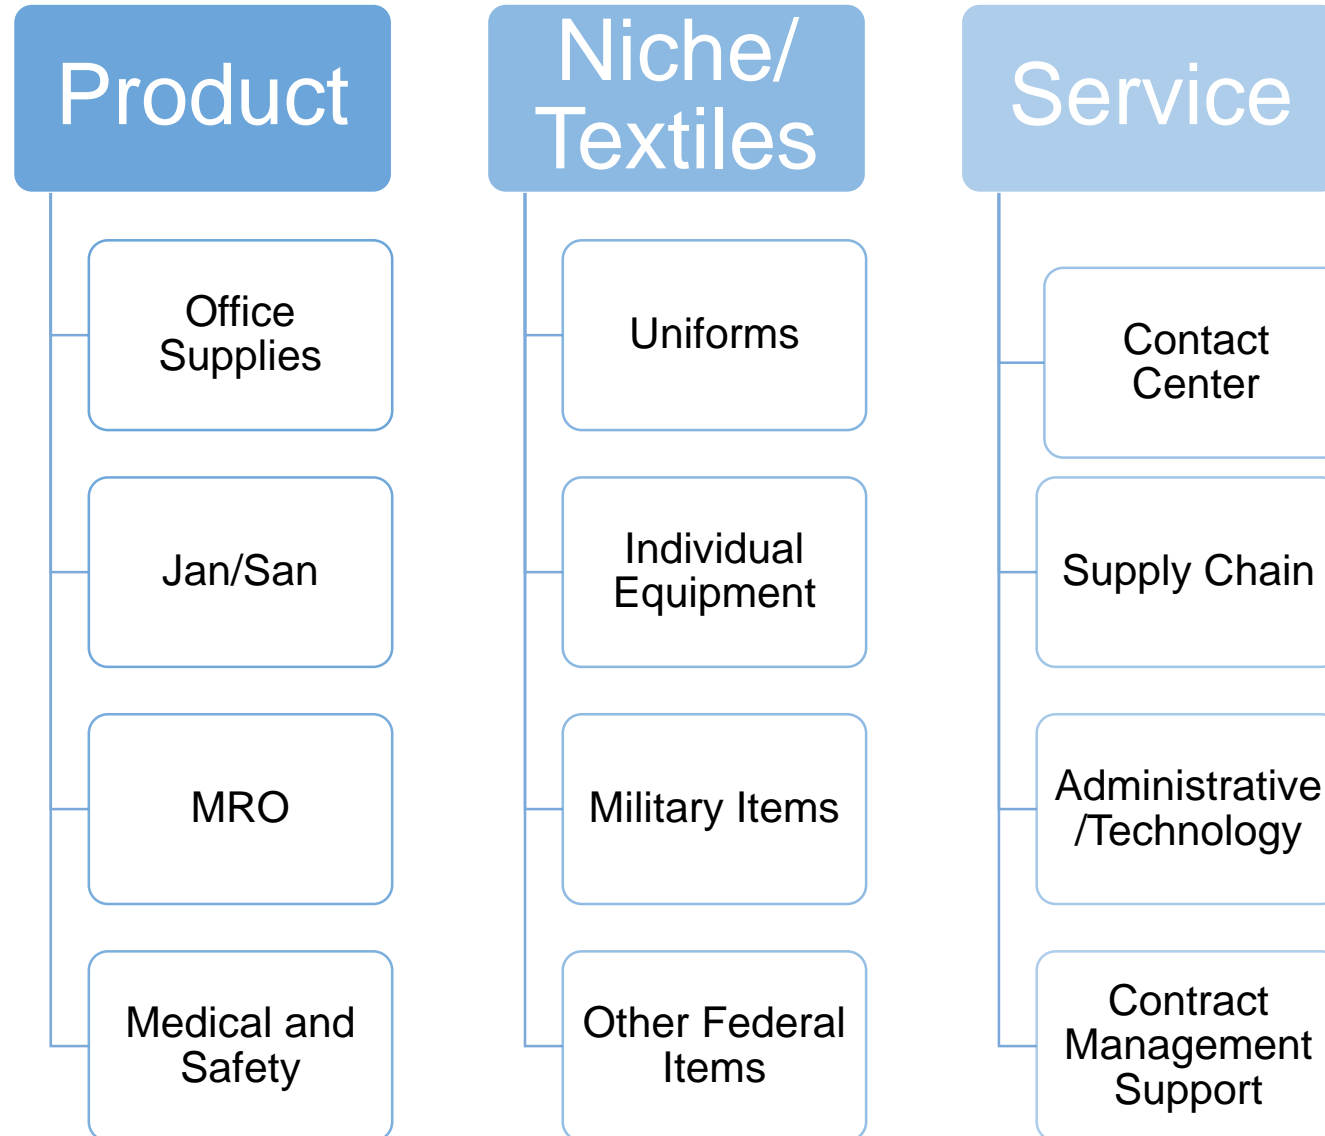 Product
Office
Supplies
Jan/San
MRO
Medical and
Safety
Niche/
Textiles
Uniforms
Individual
Equipment
Military Items
Other Federal
Items
Service
Contact
Center
Supply Chain
Administrative
/Technology
Contract
Management
Support